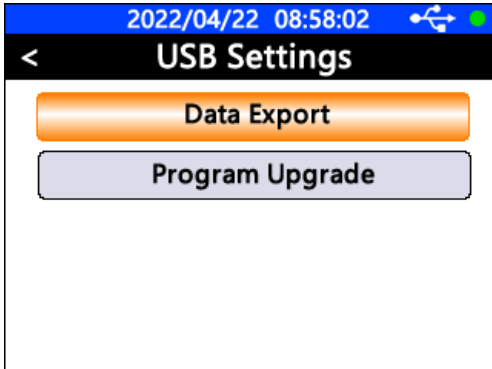 2022/04/22 08:58:02
< USB Settings
Data Export
Program Upgrade